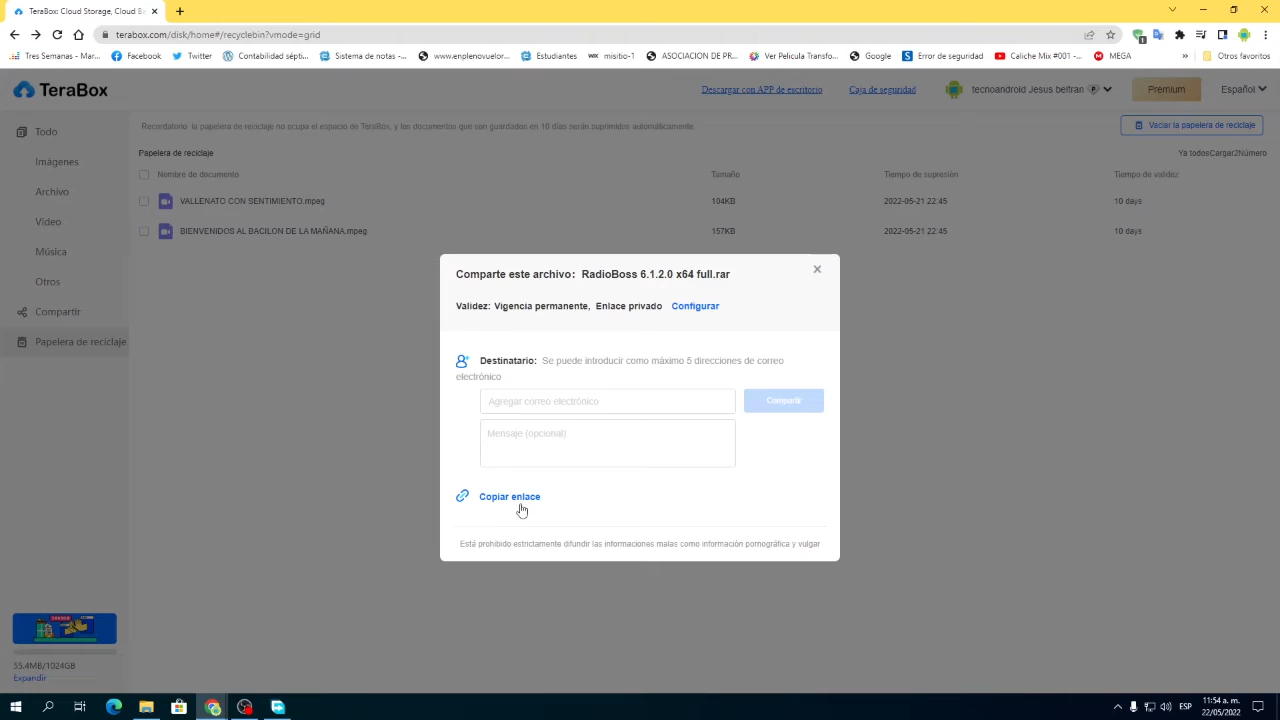 TeraBox: Cloud Storage, Cloud Ba
terabox.com/disk/home#/recyclebin?vmode=grid
Tres Semanas - Mar...
Facebook
Twitter
Contabilidad sépti...
Sistema de notas -...
www.enplenovuelor...
Estudiantes
misitio-1
ASOCIACION DE PR...
Ver Pelicula Transfo...
Google
Error de seguridad
Caliche Mix #001 -...
MEGA
»
Otros favoritos
TeraBox
Descargar con APP de escritorio
Caja de seguridad
tecnoandroid Jesus beltran
Premium
Español
Todo
Imágenes
Archivo
Vídeo
Música
Otros
Compartir
Papelera de reciclaje
Recordatorio: la papelera de reciclaje no ocupa el espacio de TeraBox, y los documentos que son guardados en 10 días serán suprimidos automáticamente.
Vaciar la papelera de reciclaje
Papelera de reciclaje
Ya todosCargar2Número
Nombre de documento
Tamaño
Tiempo de supresión
Tiempo de validez
VALLENATO CON SENTIMIENTO.mpeg
104KB
2022-05-21 22:45
10 days
BIENVENIDOS AL BACILON DE LA MAÑANA.mpeg
157KB
2022-05-21 22:45
10 days
Comparte este archivo: RadioBoss 6.1.2.0 x64 full.rar
Validez: Vigencia permanente, Enlace privado Configurar
Destinatario: Se puede introducir como máximo 5 direcciones de correo
electrónico
Agregar correo electrónico
Compartir
Mensaje (opcional)
Copiar enlace
Está prohibido estrictamente difundir las informaciones malas como información pornográfica y vulgar
55.4MB/1024GB
Expandir
ESP
11:54 a. m.
22/05/2022